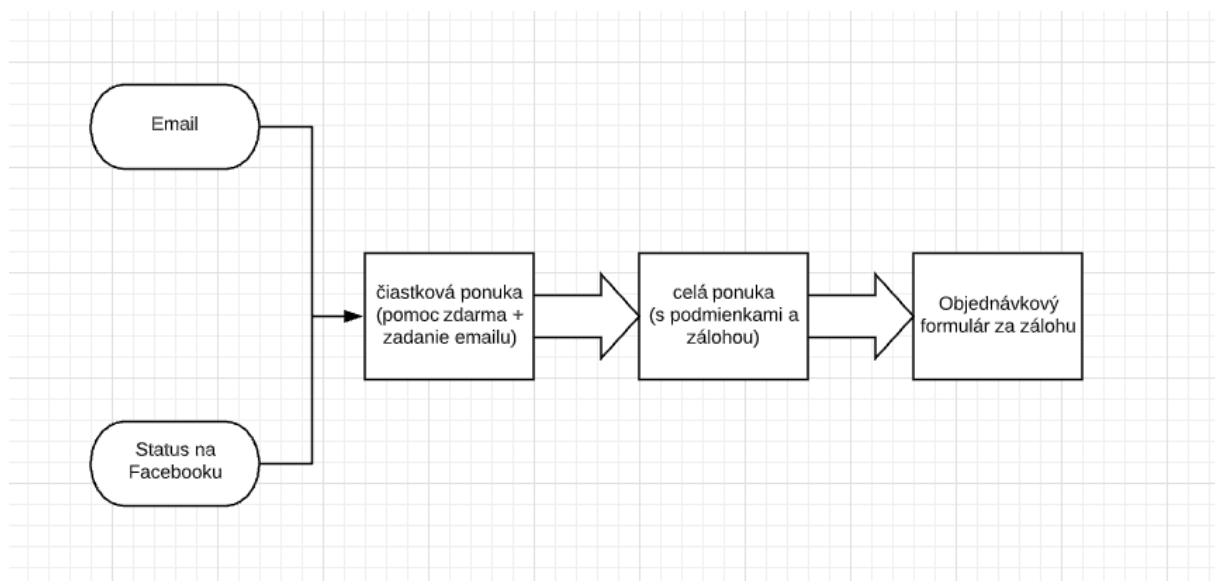 Email
čiastková ponuka
(pomoc zdarma +
zadanie emailu)
celá ponuka
(s podmienkami a
zálohou)
Objednávkový
formulár za zálohu
Status na
Facebooku